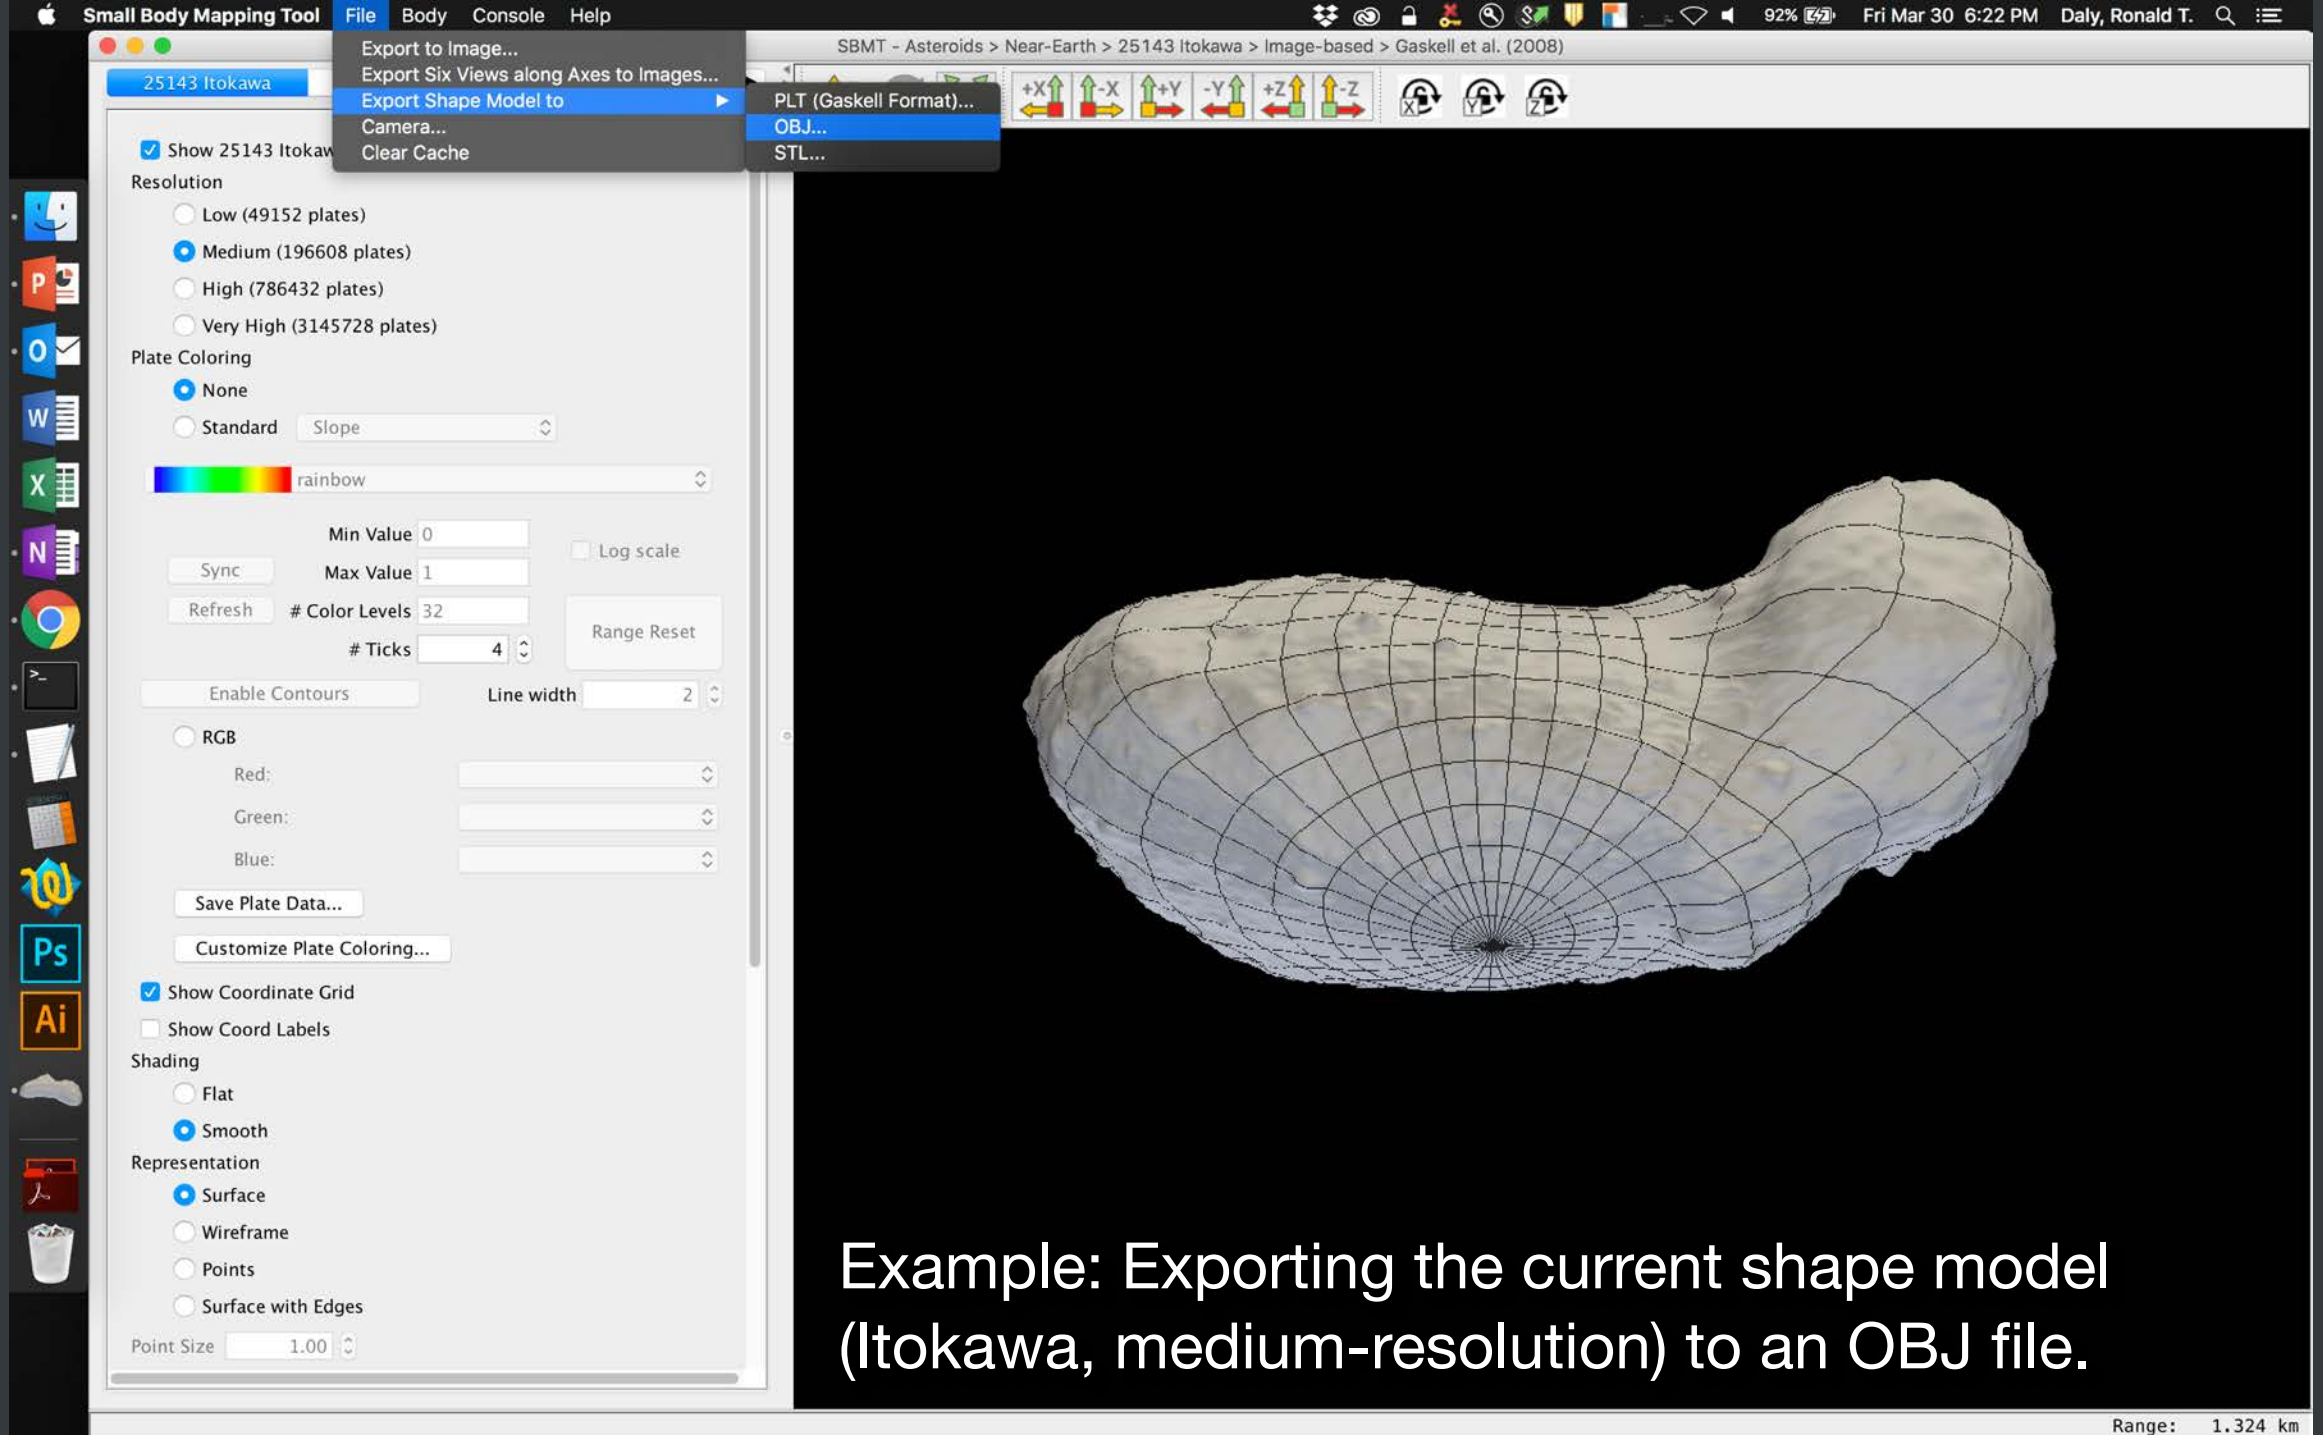 Small Body Mapping Tool File Body Console Help 92% Fri Mar 30 6:22 PM Daly, Ronald T.
SBMT - Asteroids > Near-Earth > 25143 Itokawa > Image-based > Gaskell et al. (2008)
Export to Image...
Export Six Views along Axes to Images...
Export Shape Model to
Camera...
Clear Cache
PLT (Gaskell Format)...
OBJ...
STL...
+X -X +Y -Y +Z -Z X Y Z
25143 Itokawa
Show 25143 Itokaw
Resolution
Low (49152 plates)
Medium (196608 plates)
High (786432 plates)
Very High (3145728 plates)
Plate Coloring
None
Standard Slope
rainbow
Min Value 0
Log scale
Sync Max Value 1
Refresh # Color Levels 32
Range Reset
# Ticks 4
Enable Contours Line width 2
RGB
Red:
Green:
Blue:
Save Plate Data...
Customize Plate Coloring...
Show Coordinate Grid
Show Coord Labels
Shading
Flat
Smooth
Representation
Surface
Wireframe
Points
Surface with Edges
Point Size 1.00
P
O
W
X
N
>_
Ps
Ai
Example: Exporting the current shape model
(Itokawa, medium-resolution) to an OBJ file.
Range: 1.324 km